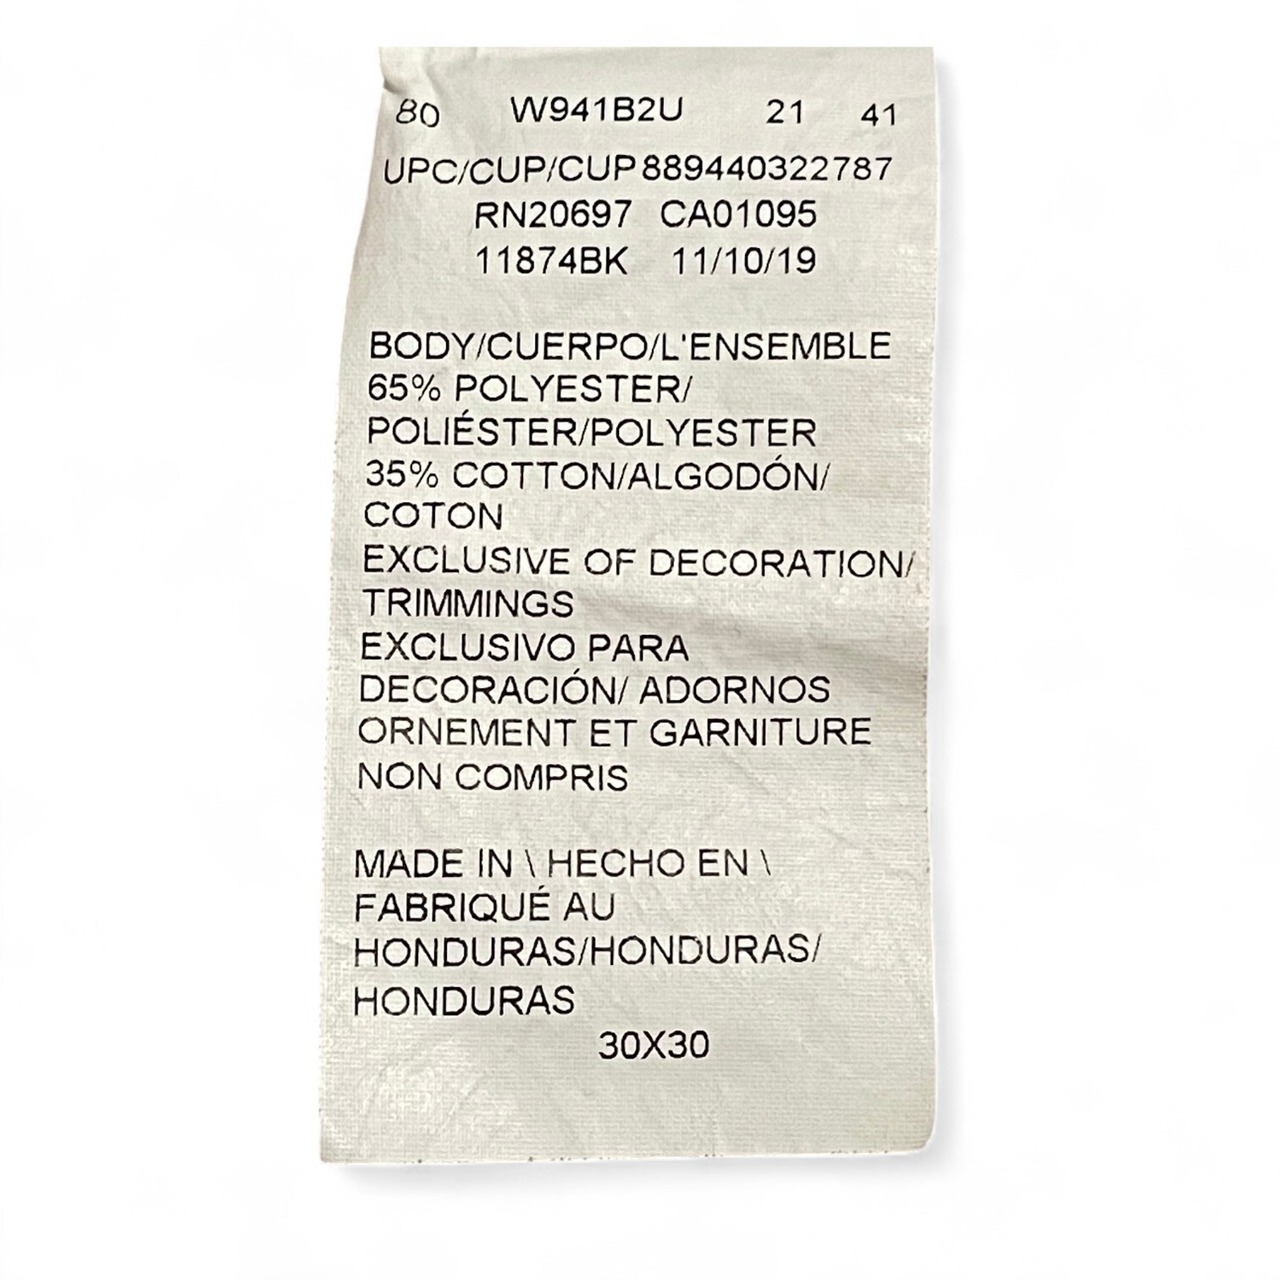 80 W941B2U 21 41
UPC/CUP/CUP889440322787
RN20697 CA01095
11874BK 11/10/19
BODY/CUERPO/L'ENSEMBLE
65% POLYESTER/
POLIÉSTER/POLYESTER
35% COTTON/ALGODÓN/
COTON
EXCLUSIVE OF DECORATION/
TRIMMINGS
EXCLUSIVO PARA
DECORACIÓN/ ADORNOS
ORNEMENT ET GARNITURE
NON COMPRIS
MADE IN \ HECHO EN \
FABRIQUÉ AU
HONDURAS/HONDURAS/
HONDURAS
30X30